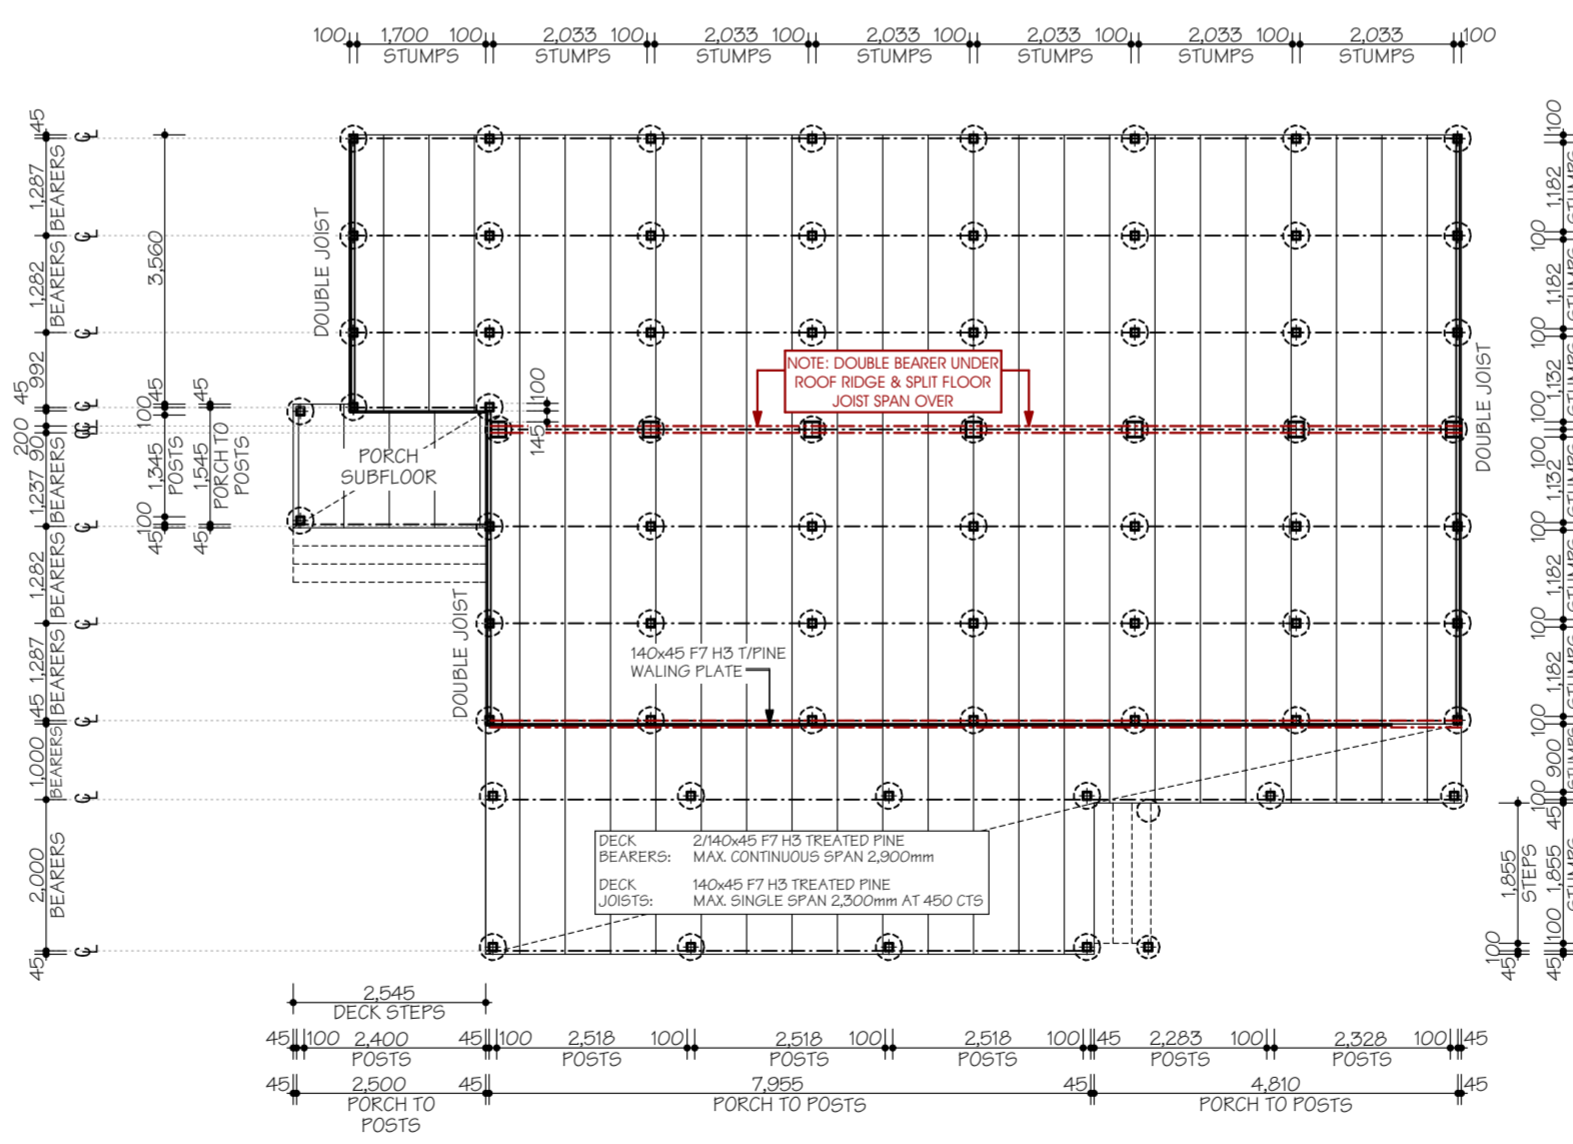 100 1,700 100 2,033 100 2,033 100 2,033 100 2,033 100 2,033 100 2,033 100
STUMPS STUMPS STUMPS STUMPS STUMPS STUMPS STUMPS
45
1,287 BEARERS
1,282 BEARERS
992
45
200
90
1,237 BEARERS
1,282 BEARERS
1,287 BEARERS
45
1,000 BEARERS
2,000 BEARERS
45
3,560
45
100
1,345 POSTS
100
45
45
1,545 PORCH TO POSTS
45
DOUBLE JOIST
100
145
NOTE: DOUBLE BEARER UNDER
ROOF RIDGE & SPLIT FLOOR
JOIST SPAN OVER
PORCH
SUBFLOOR
DOUBLE JOIST
DOUBLE JOIST
140x45 F7 H3 T/PINE
WALING PLATE
DECK 2/140x45 F7 H3 TREATED PINE
BEARERS: MAX. CONTINUOUS SPAN 2,900mm
DECK 140x45 F7 H3 TREATED PINE
JOISTS: MAX. SINGLE SPAN 2,300mm AT 450 CTS
100
1,182
100
1,182
100
1,132
100
100
1,132
100
1,182
100
1,182
100
900
100
45
1,855
100
45
1,855
STEPS
100
45
2,545
DECK STEPS
45 100 2,400 45 100 2,518 100 2,518 100 2,518 100 45 2,283 100 2,328 100 45
POSTS POSTS POSTS POSTS POSTS POSTS
45 2,500 45 7,955 45 4,810 45
PORCH TO PORCH TO POSTS PORCH TO POSTS
POSTS